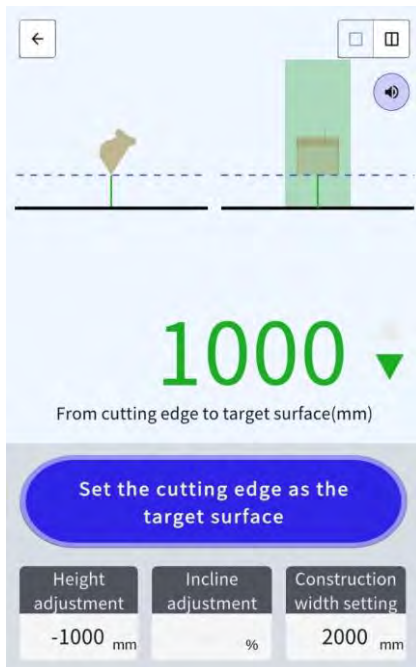 1000
From cutting edge to target surface(mm)
Set the cutting edge as the
target surface
Height
adjustment
-1000 mm
Incline
adjustment
%
Construction
width setting
2000 mm